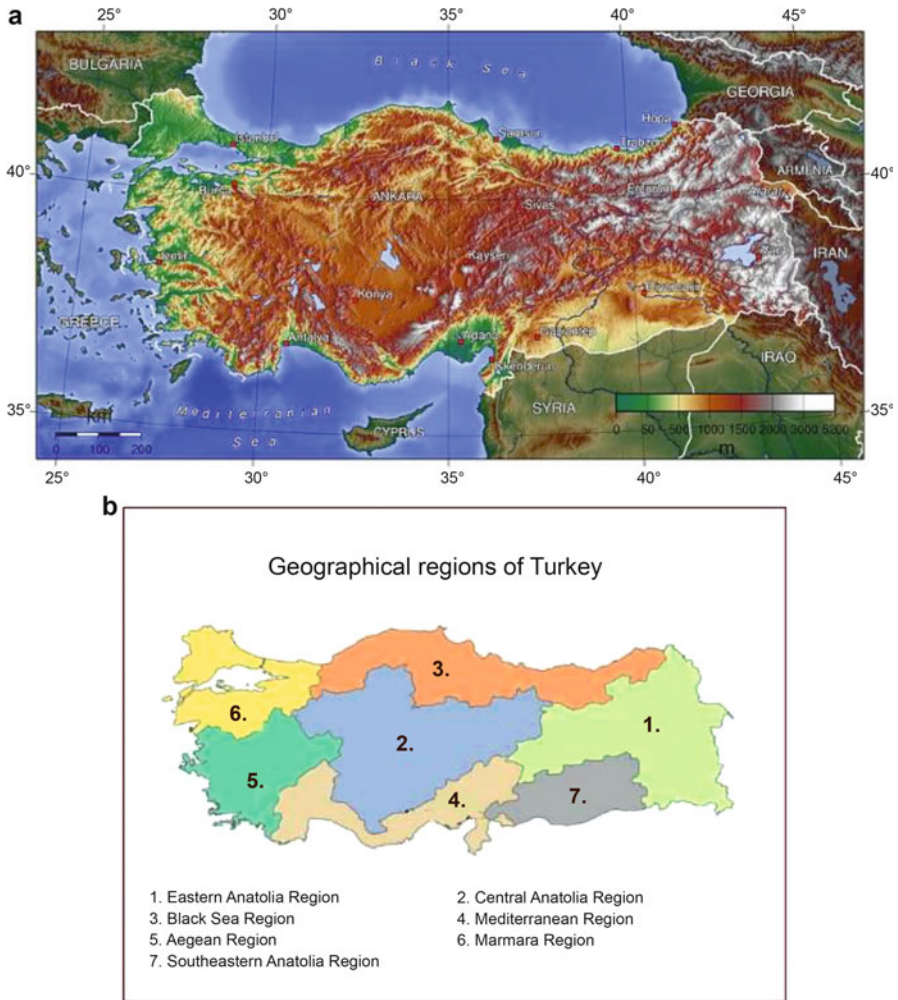 a
25° 30° 35° 40° 45°
BULGARIA
Black Sea
GEORGIA
Hopa
Istanbul
Samsun
Trabzo
40°
40°
ARMENIA
Bursa
ANKARA
Sivas
IRAN
Izmir
Kayseri
Konya
GREECE
Antalya
Adana
Gaziantep
Iskenderun
IRAQ
SYRIA
35°
km
Mediterranian
0 50 500 1000 1500 2000 3000 5200
35°
0 100 200
Sea
CYPRUS
m
25° 30° 35° 40° 45°
b
Geographical regions of Turkey
3.
6.
1.
2.
5.
4.
7.
1. Eastern Anatolia Region 2. Central Anatolia Region
3. Black Sea Region 4. Mediterranean Region
5. Aegean Region 6. Marmara Region
7. Southeastern Anatolia Region